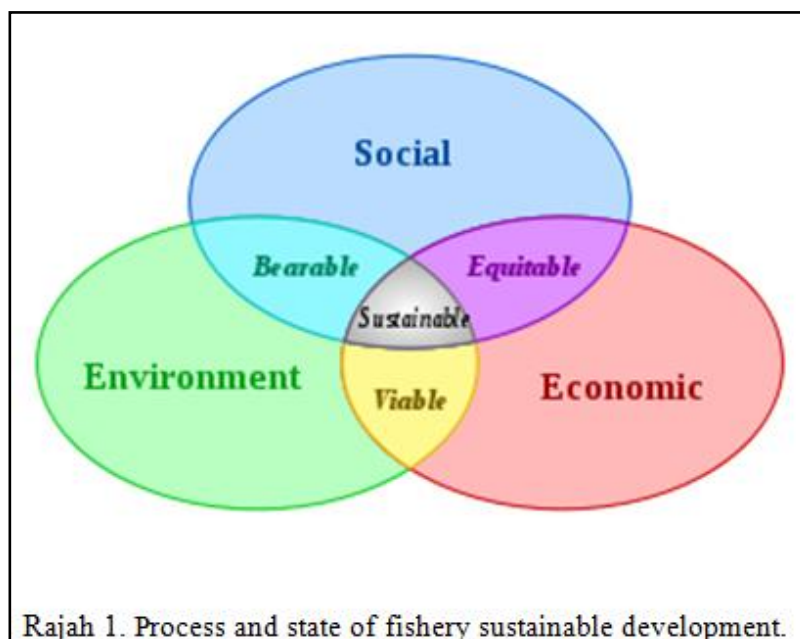 Social
Bearable
Equitable
Sustainable
Environment
Viable
Economic
Rajah 1. Process and state of fishery sustainable development.